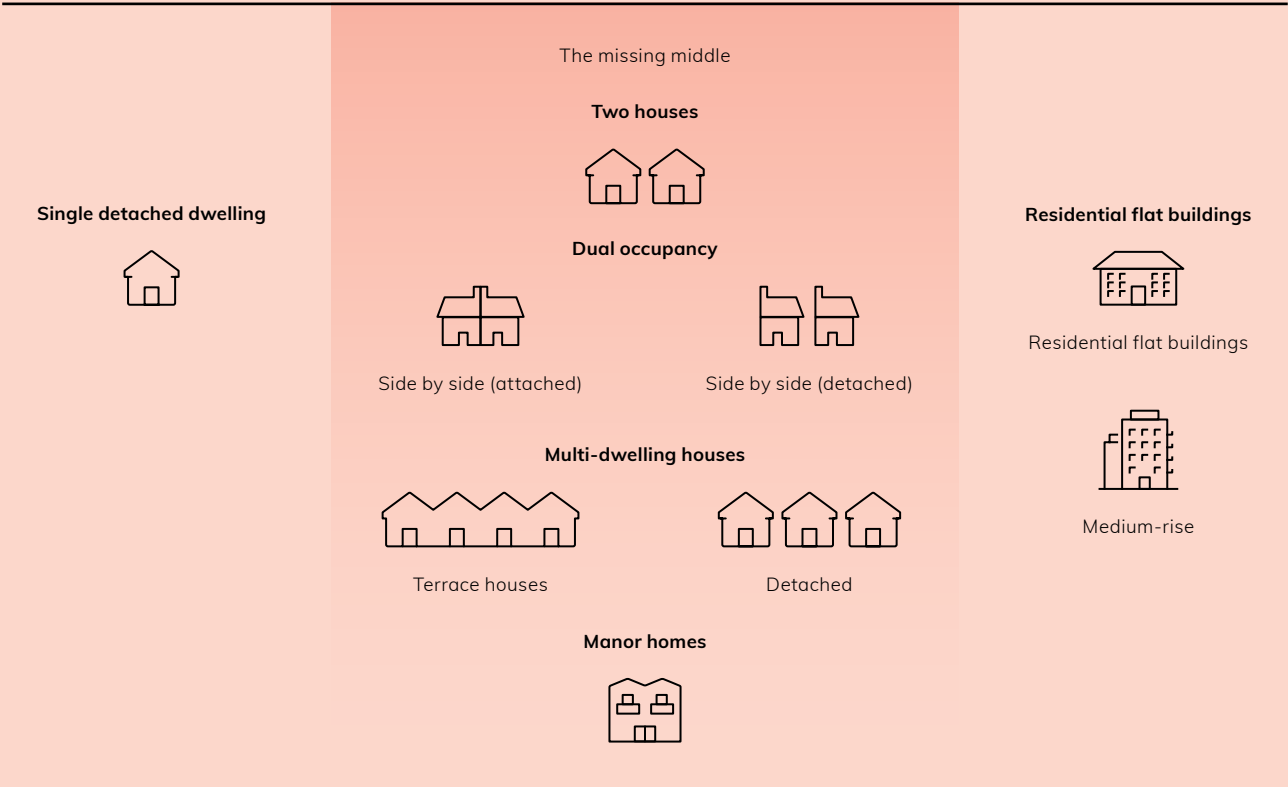 The missing middle
Two houses
Single detached dwelling
Residential flat buildings
Dual occupancy
Residential flat buildings
Side by side (attached)
Side by side (detached)
Multi-dwelling houses
Medium-rise
Terrace houses
Detached
Manor homes